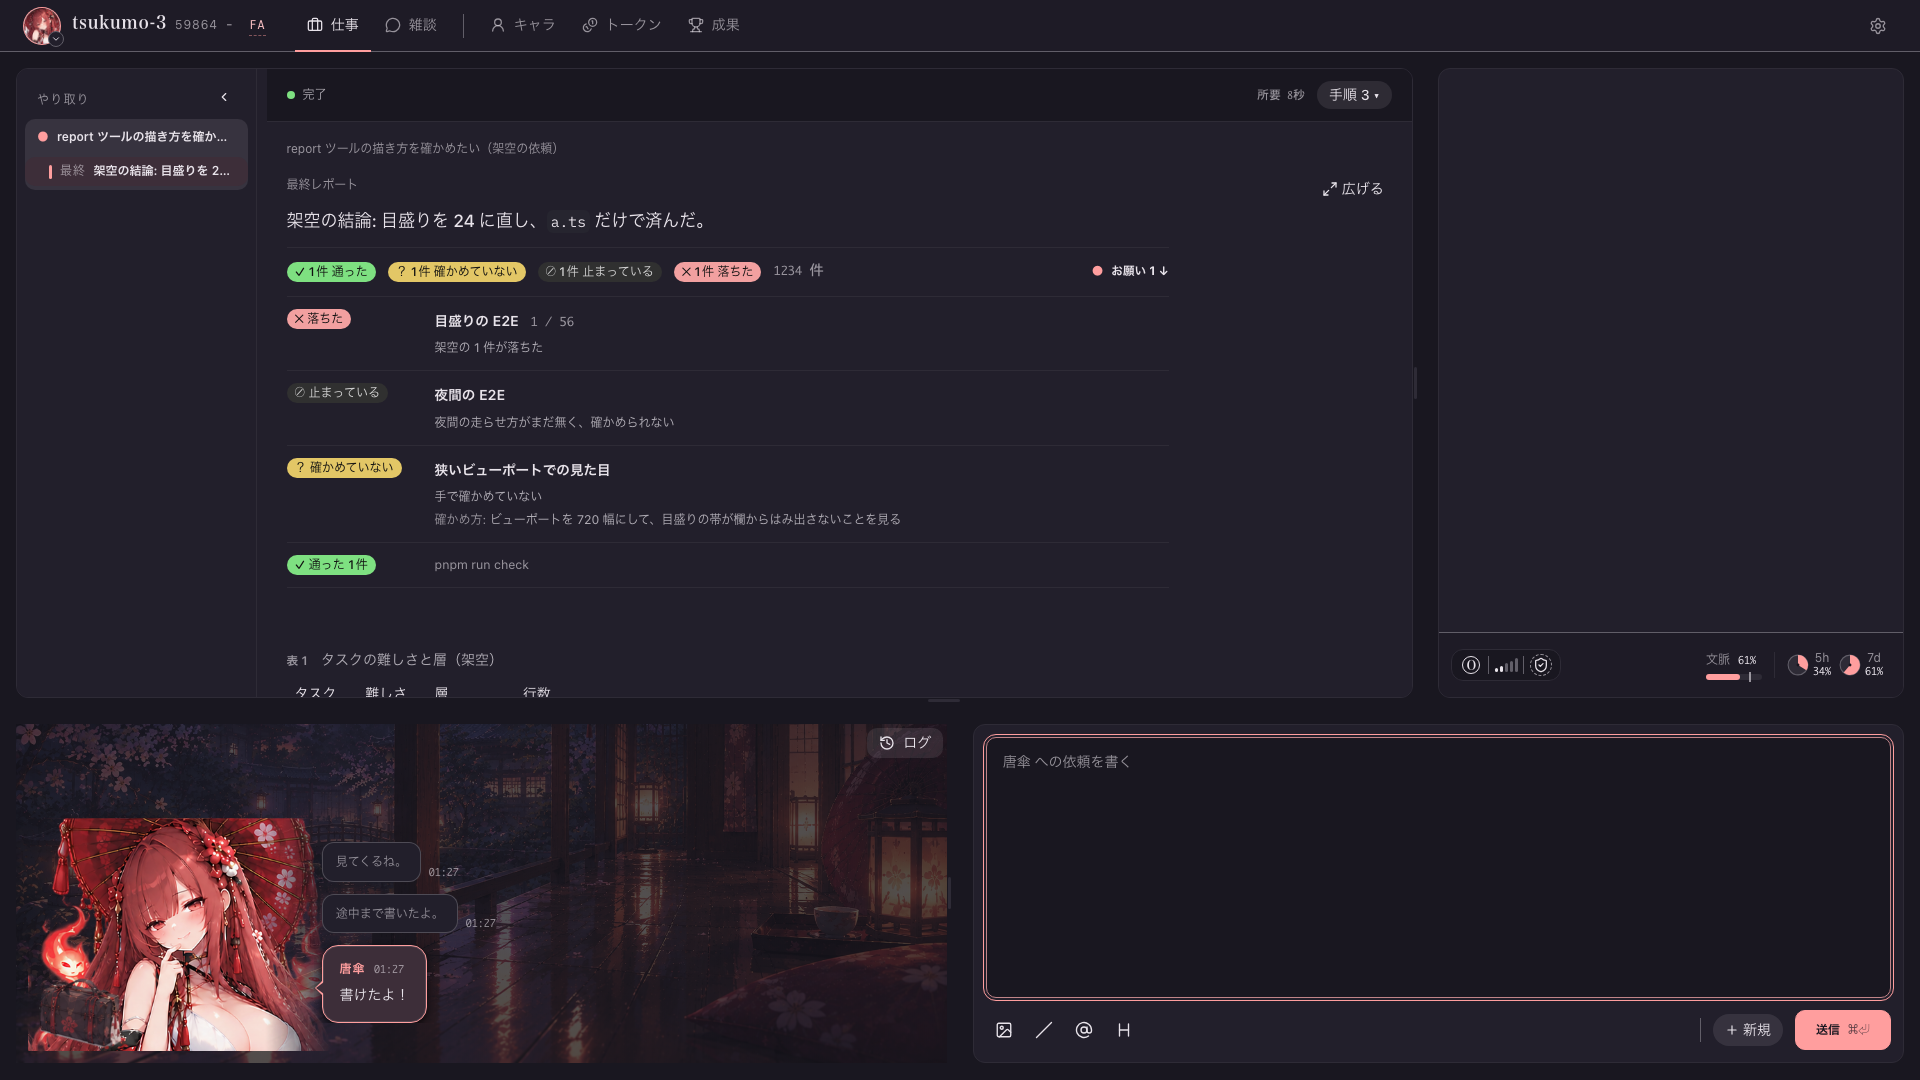 tsukumo-3 59864 - FA 仕事 雑談 キャラ トークン 成果
やり取り
report ツールの描き方を確か...
最終 架空の結論: 目盛りを 2...
完了 所要 8秒 手順 3
report ツールの描き方を確かめたい（架空の依頼）
最終レポート
広げる
架空の結論: 目盛りを 24 に直し、 a.ts だけで済んだ。
1件 通った ? 1件 確かめていない 1件 止まっている 1件 落ちた 1234 件 お願い 1 ↓
落ちた 目盛りの E2E 1 / 56
架空の 1 件が落ちた
止まっている 夜間の E2E
夜間の走らせ方がまだ無く、確かめられない
? 確かめていない 狭いビューポートでの見た目
手で確かめていない
確かめ方: ビューポートを 720 幅にして、目盛りの帯が欄からはみ出さないことを見る
通った 1件 pnpm run check
表 1 タスクの難しさと層（架空）
タスク 難しさ 層 行数
文脈 61%
5h 34%
7d 61%
ログ
見てくるね。 01:27
途中まで書いたよ。 01:27
唐傘 01:27
書けたよ！
唐傘 への依頼を書く
+ 新規 送信 ⌘⏎